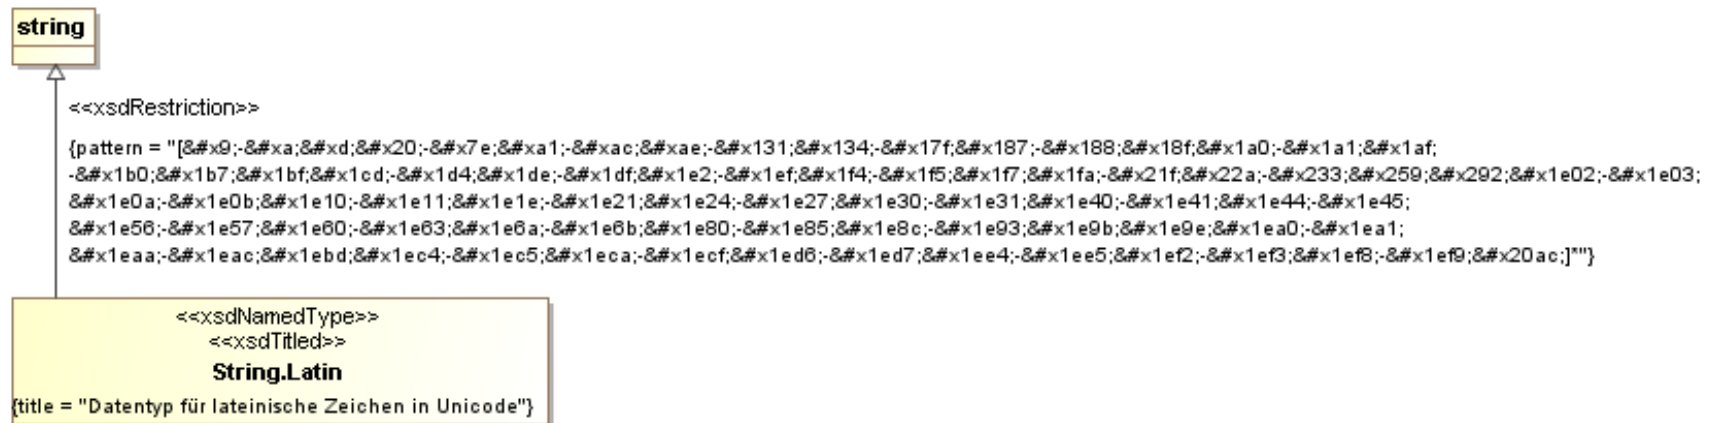 string
<<xsdRestriction>>
{pattern = "[&#x9;-&#xa;&#xd;&#x20;-&#x7e;&#xa1;-&#xac;&#xae;-&#x131;&#x134;-&#x17f;&#x187;-&#x188;&#x18f;&#x1a0;-&#x1a1;&#x1af;
-&#x1b0;&#x1b7;&#x1bf;&#x1cd;-&#x1d4;&#x1de;-&#x1df;&#x1e2;-&#x1ef;&#x1f4;-&#x1f5;&#x1f7;&#x1fa;-&#x21f;&#x22a;-&#x233;&#x259;&#x292;&#x1e02;-&#x1e03;
&#x1e0a;-&#x1e0b;&#x1e10;-&#x1e11;&#x1e1e;-&#x1e21;&#x1e24;-&#x1e27;&#x1e30;-&#x1e31;&#x1e40;-&#x1e41;&#x1e44;-&#x1e45;
&#x1e56;-&#x1e57;&#x1e60;-&#x1e63;&#x1e6a;-&#x1e6b;&#x1e80;-&#x1e85;&#x1e8c;-&#x1e93;&#x1e9b;&#x1e9e;&#x1ea0;-&#x1ea1;
&#x1eaa;-&#x1eac;&#x1ebd;&#x1ec4;-&#x1ec5;&#x1eca;-&#x1ecf;&#x1ed6;-&#x1ed7;&#x1ee4;-&#x1ee5;&#x1ef2;-&#x1ef3;&#x1ef8;-&#x1ef9;&#x20ac;]*"}
<<xsdNamedType>>
<<xsdTitled>>
String.Latin
{title = "Datentyp für lateinische Zeichen in Unicode"}